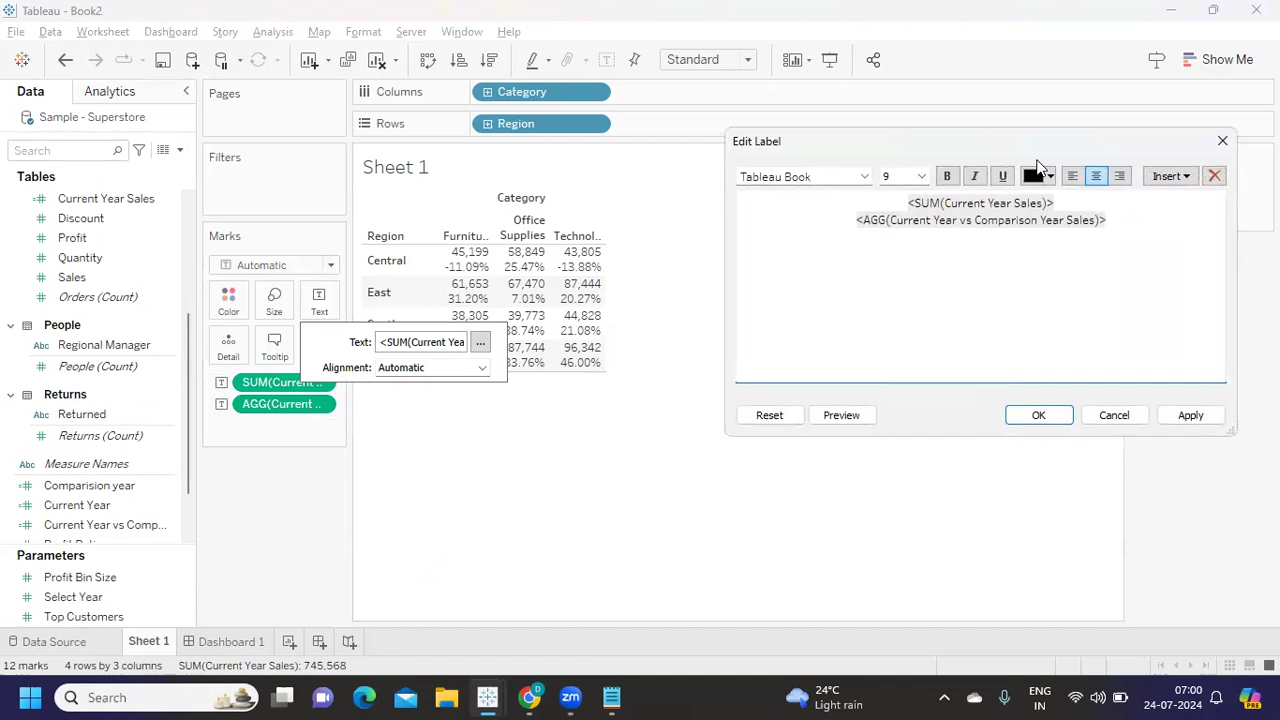 Tableau - Book2
File Data Worksheet Dashboard Story Analysis Map Format Server Window Help
Standard
Show Me
Data Analytics
Sample - Superstore
Search
Tables
Current Year Sales
Discount
Profit
Quantity
Sales
Orders (Count)
People
Abc Regional Manager
People (Count)
Returns
Abc Returned
Returns (Count)
Abc Measure Names
Comparision year
Current Year
Current Year vs Comp...
Parameters
Profit Bin Size
Select Year
Top Customers
Pages
Filters
Marks
Automatic
Color Size Text
Detail Tooltip
SUM(Current ..
AGG(Current ..
Columns Category
Rows Region
Sheet 1
Category
Office
Region Furnitu.. Supplies Technol..
Central 45,199 58,849 43,805
-11.09% 25.47% -13.88%
East 61,653 67,470 87,444
31.20% 7.01% 20.27%
38,305 39,773 44,828
38.74% 21.08%
87,744 96,342
33.76% 46.00%
Text: <SUM(Current Yea ...
Alignment: Automatic
Edit Label
Tableau Book 9 B I U Insert
<SUM(Current Year Sales)>
<AGG(Current Year vs Comparison Year Sales)>
Reset Preview OK Cancel Apply
Data Source Sheet 1 Dashboard 1
12 marks 4 rows by 3 columns SUM(Current Year Sales): 745,568
Search
24°C
Light rain
ENG
IN
07:00
24-07-2024
PRE